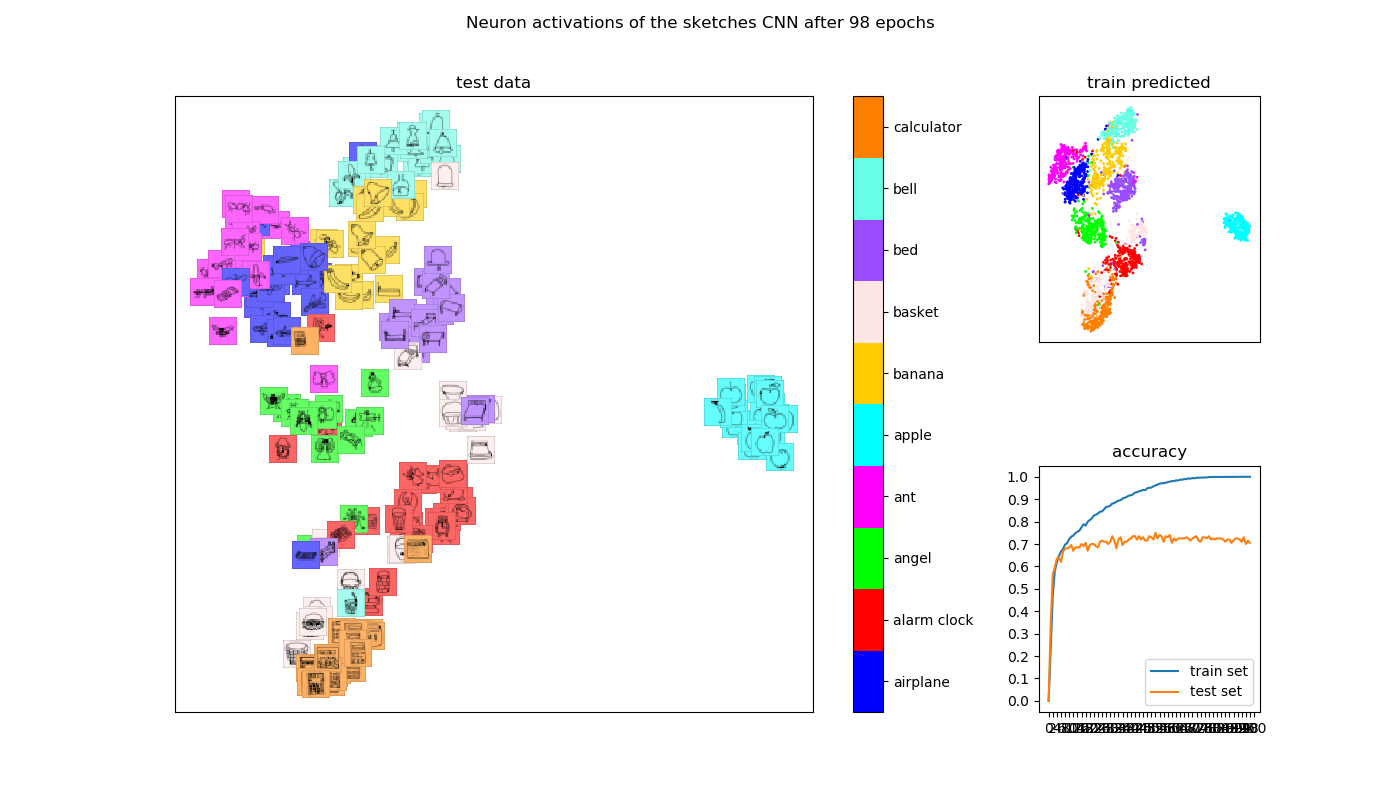 Neuron activations of the sketches CNN after 98 epochs
test data
calculator
bell
bed
basket
banana
apple
ant
angel
alarm clock
airplane
train predicted
accuracy
1.0
0.9
0.8
0.7
0.6
0.5
0.4
0.3
0.2
0.1
0.0
train set
test set